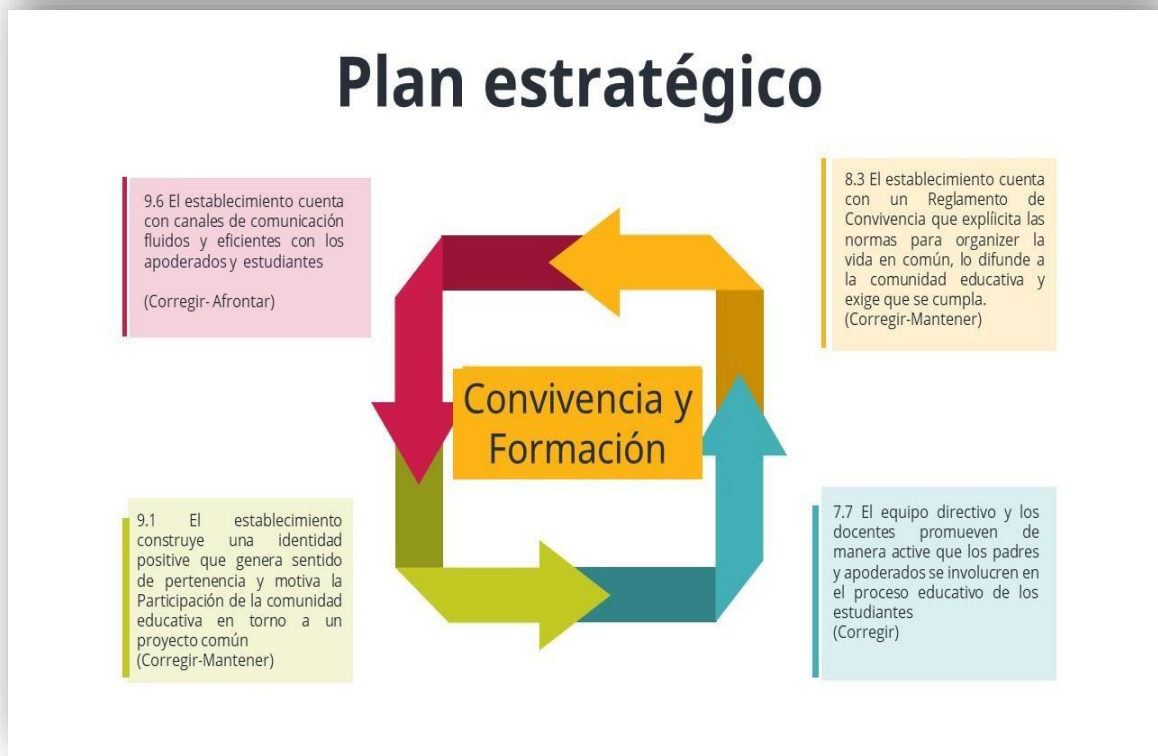 Plan estratégico
9.6 El establecimiento cuenta
con canales de comunicación
fluidos y eficientes con los
apoderados y estudiantes
(Corregir- Afrontar)
8.3 El establecimiento cuenta
con un Reglamento de
Convivencia que explílicita las
normas para organizer la
vida en común, lo difunde a
la comunidad educativa y
exige que se cumpla.
(Corregir-Mantener)
Convivencia y
Formación
9.1 El establecimiento
construye una identidad
positive que genera sentido
de pertenencia y motiva la
Participación de la comunidad
educativa en torno a un
proyecto común
(Corregir-Mantener)
7.7 El equipo directivo y los
docentes promueven de
manera active que los padres
y apoderados se involucren en
el proceso educativo de los
estudiantes
(Corregir)